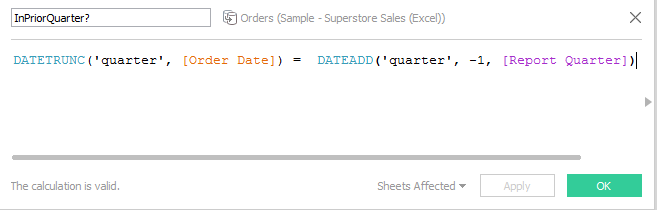 InPriorQuarter? Orders (Sample - Superstore Sales (Excel))
DATETRUNC('quarter', [Order Date]) = DATEADD('quarter', -1, [Report Quarter])
The calculation is valid. Sheets Affected Apply OK